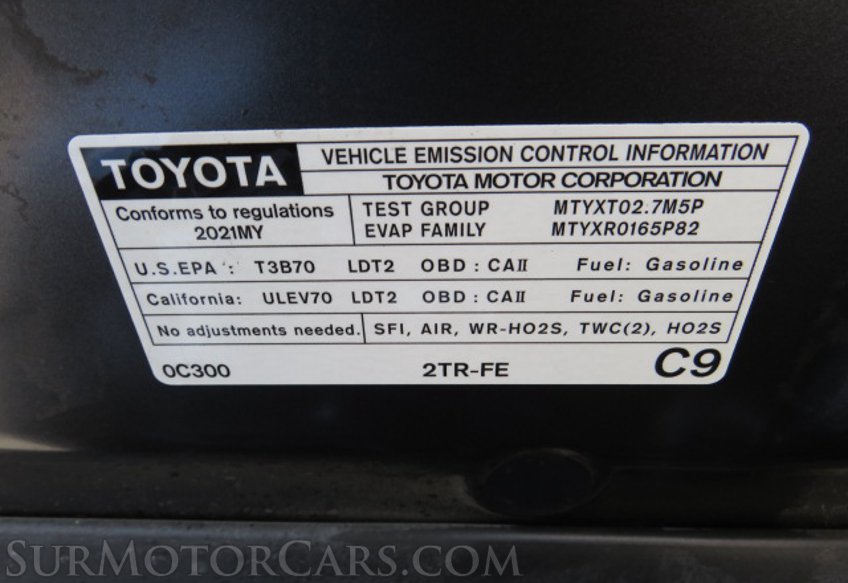 TOYOTA
VEHICLE EMISSION CONTROL INFORMATION
TOYOTA MOTOR CORPORATION
Conforms to regulations
2021MY
TEST GROUP MTYXT02.7M5P
EVAP FAMILY MTYXR0165P82
U.S.EPA : T3B70 LDT2 OBD : CAII Fuel: Gasoline
California: ULEV70 LDT2 OBD : CAII Fuel: Gasoline
No adjustments needed. SFI, AIR, WR-HO2S, TWC(2), HO2S
0C300 2TR-FE C9
SURMOTORCARS.COM